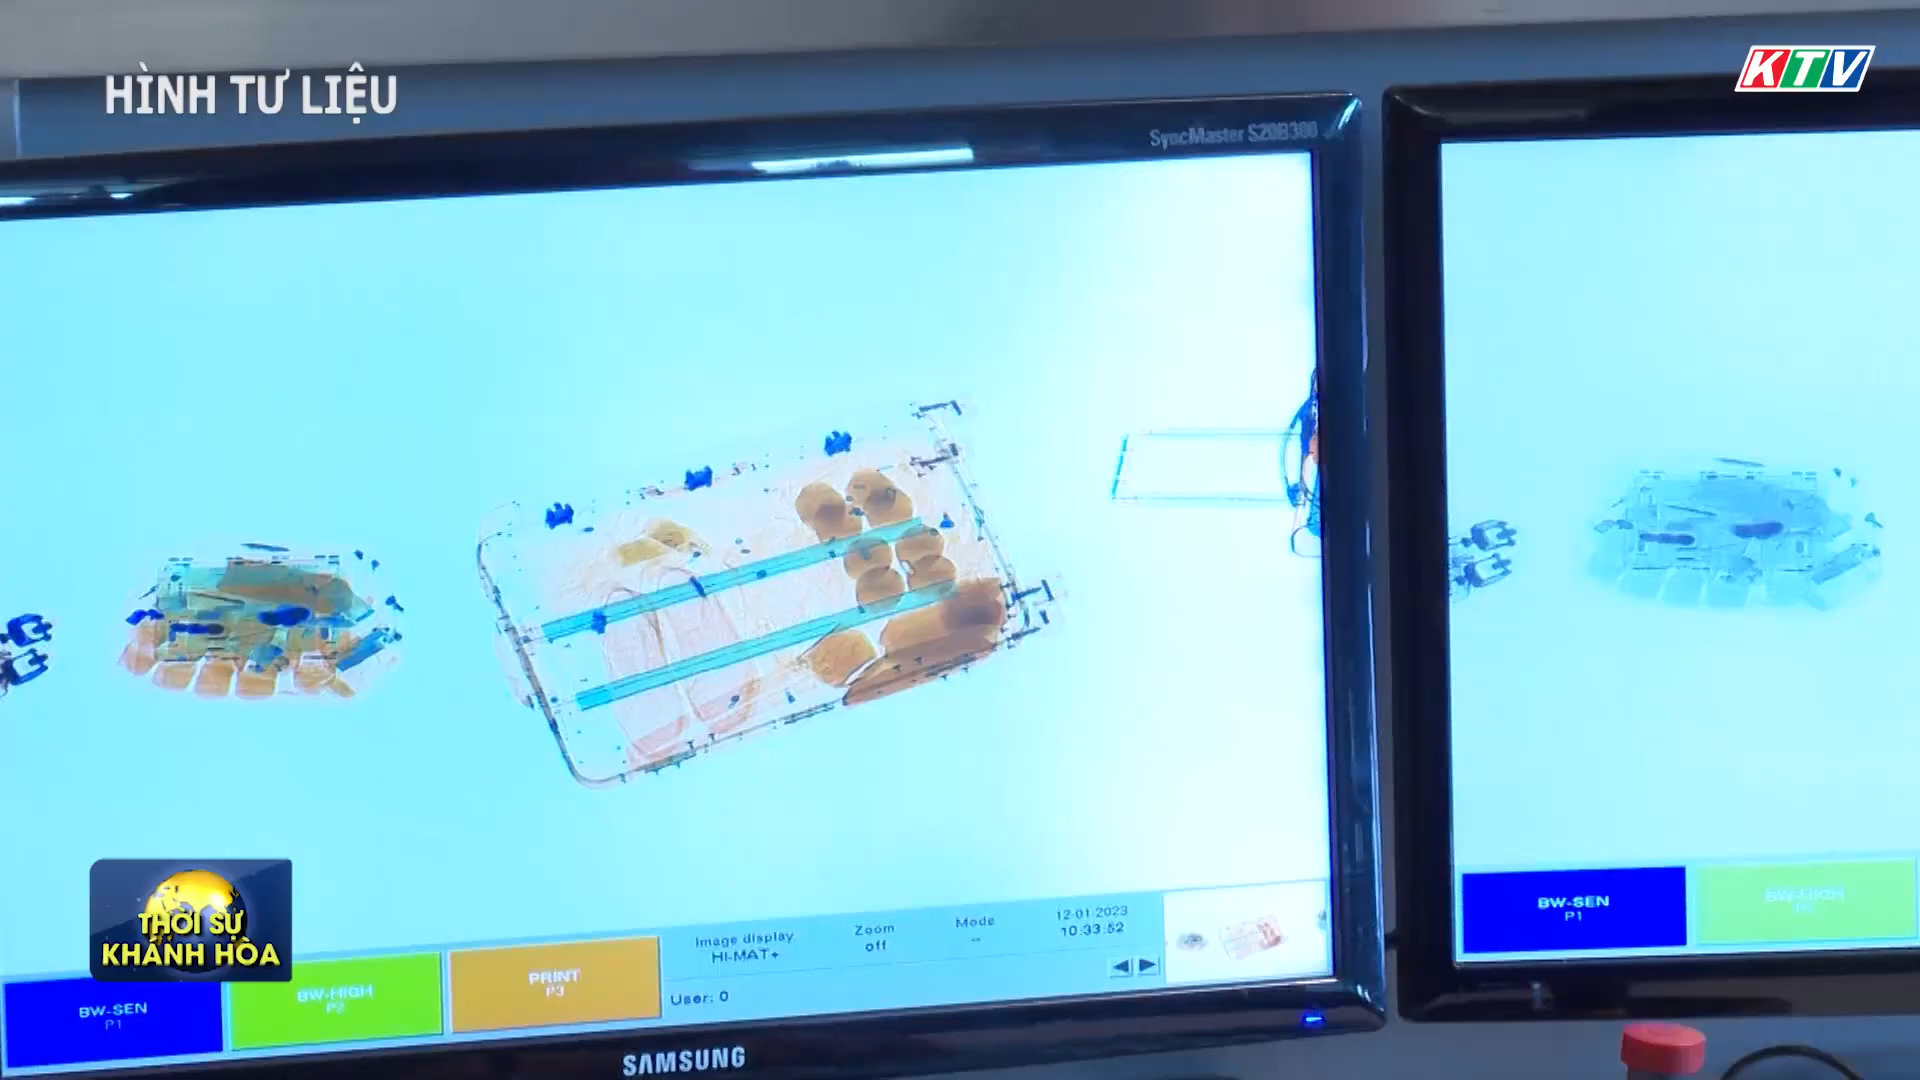 HÌNH TƯ LIỆU
KTV
SyncMaster S20B300
THỜI SỰ
KHÁNH HÒA
BW-SEN
P1
BW-HIGH
P2
PRINT
P3
Image display
HI-MAT+
Zoom
off
Mode
--
12-01-2023
10:33:52
User: 0
SAMSUNG
BW-SEN
P1
BW-HIGH
P2